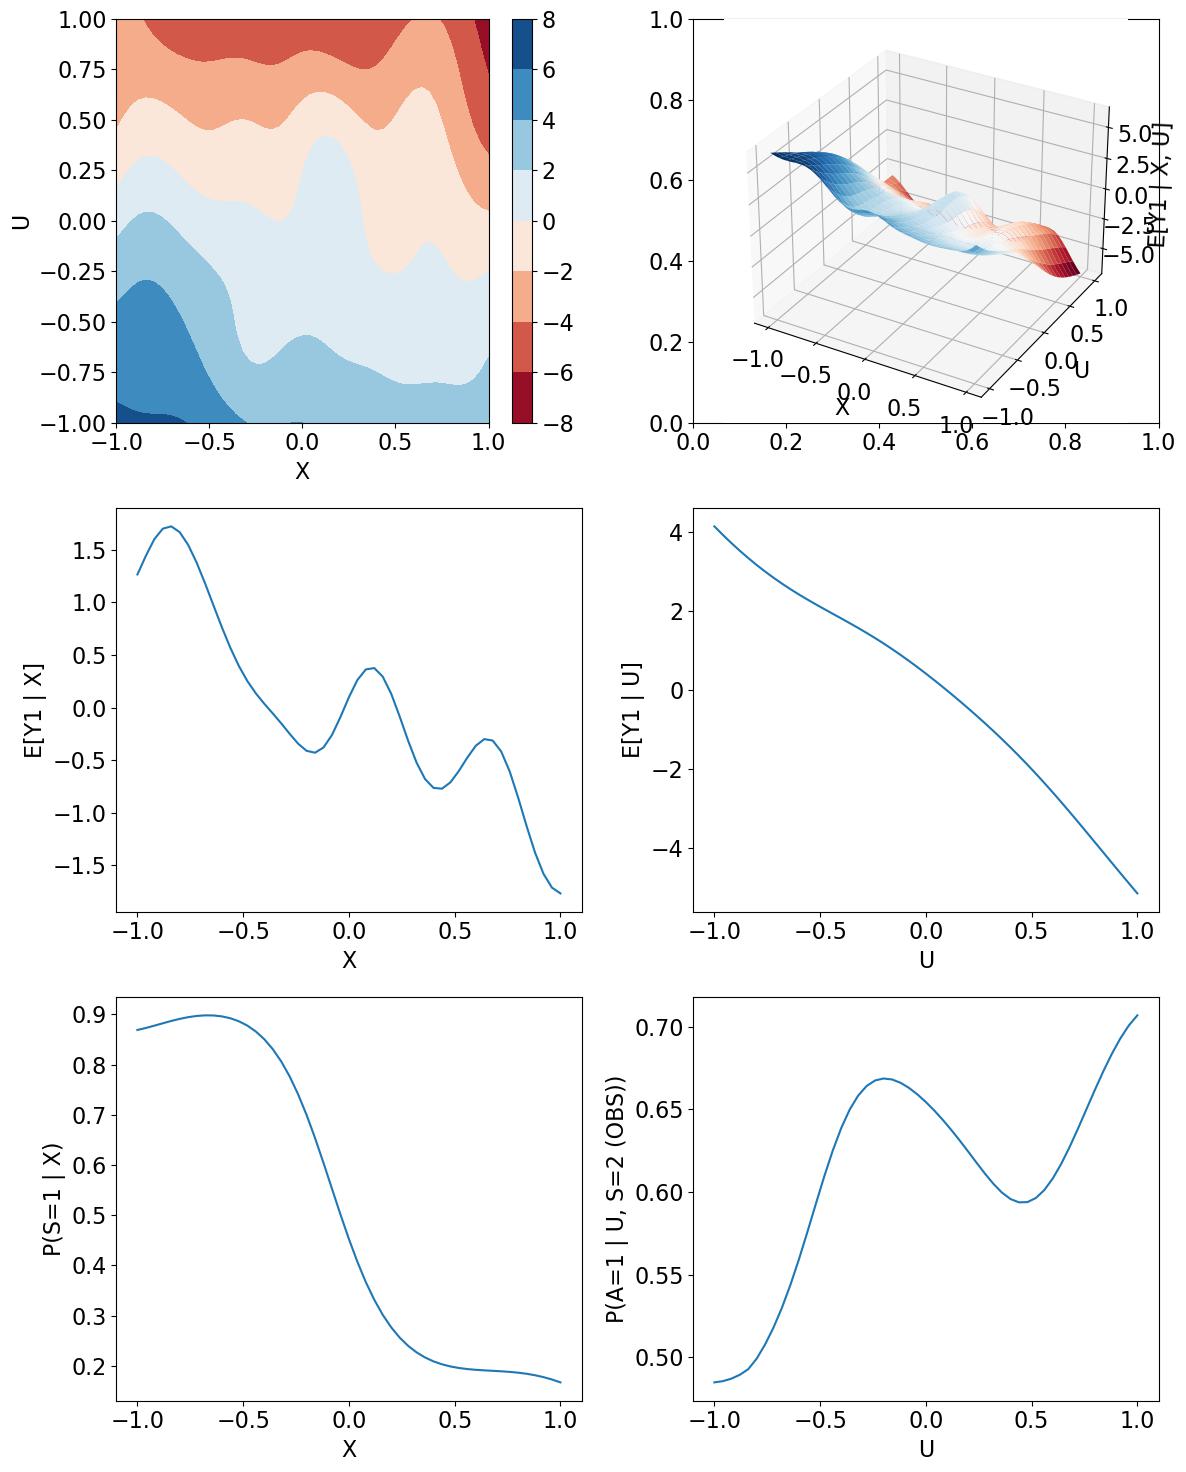 1.00
0.75
0.50
0.25
0.00
−0.25
−0.50
−0.75
−1.00
U
−1.0 −0.5 0.0 0.5 1.0
X
8
6
4
2
0
−2
−4
−6
−8
1.0
0.8
0.6
0.4
0.2
0.0
0.0 0.2 0.4 0.6 0.8 1.0
−1.0 −0.5 0.0 0.5 1.0
X
−1.0 −0.5 0.0 0.5 1.0
U
5.0
2.5
0.0
−2.5
−5.0
E[Y1 | X, U]
1.5
1.0
0.5
0.0
−0.5
−1.0
−1.5
E[Y1 | X]
−1.0 −0.5 0.0 0.5 1.0
X
4
2
0
−2
−4
E[Y1 | U]
−1.0 −0.5 0.0 0.5 1.0
U
0.9
0.8
0.7
0.6
0.5
0.4
0.3
0.2
P(S=1 | X)
−1.0 −0.5 0.0 0.5 1.0
X
0.70
0.65
0.60
0.55
0.50
P(A=1 | U, S=2 (OBS))
−1.0 −0.5 0.0 0.5 1.0
U